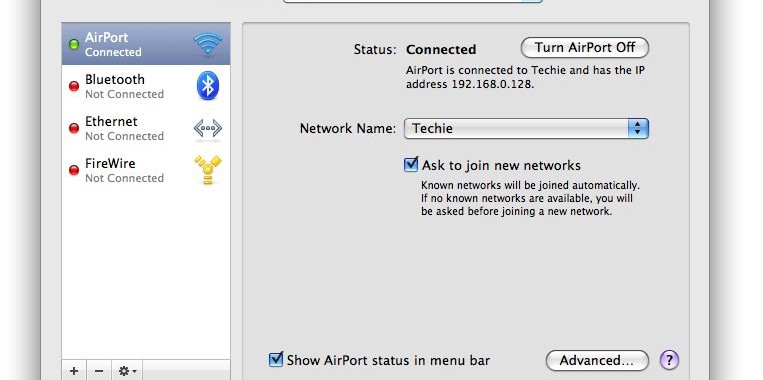 AirPort
Connected
Bluetooth
Not Connected
Ethernet
Not Connected
FireWire
Not Connected
Status: Connected
Turn AirPort Off
AirPort is connected to Techie and has the IP
address 192.168.0.128.
Network Name: Techie
Ask to join new networks
Known networks will be joined automatically.
If no known networks are available, you will
be asked before joining a new network.
Show AirPort status in menu bar
Advanced...
?